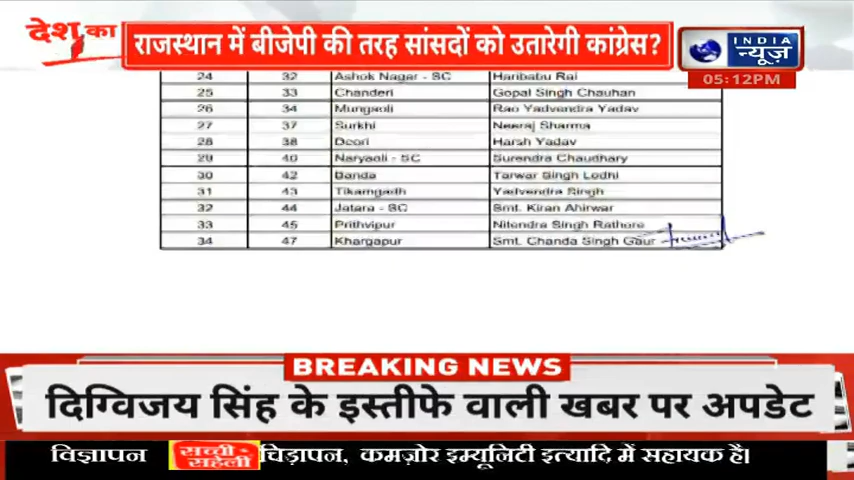 देश का
राजस्थान में बीजेपी की तरह सांसदों को उतारेगी कांग्रेस?
INDIA
न्यूज़
05:12PM
24 32 Ashok Nagar - SC Haribabu Rai
25 33 Chanderi Gopal Singh Chauhan
26 34 Mungaoli Rao Yadvendra Yadav
27 37 Surkhi Neeraj Sharma
28 38 Deori Harsh Yadav
29 40 Naryaoli - SC Surendra Chaudhary
30 42 Banda Tarwar Singh Lodhi
31 43 Tikamgadh Yadvendra Singh
32 44 Jatara - SC Smt. Kiran Ahirwar
33 45 Prithvipur Nitendra Singh Rathore
34 47 Khargapur Smt. Chanda Singh Gaur
BREAKING NEWS
दिग्विजय सिंह के इस्तीफे वाली खबर पर अपडेट
विज्ञापन सच्ची सहेली चिड़ापन, कमज़ोर इम्यूनिटी इत्यादि में सहायक है।